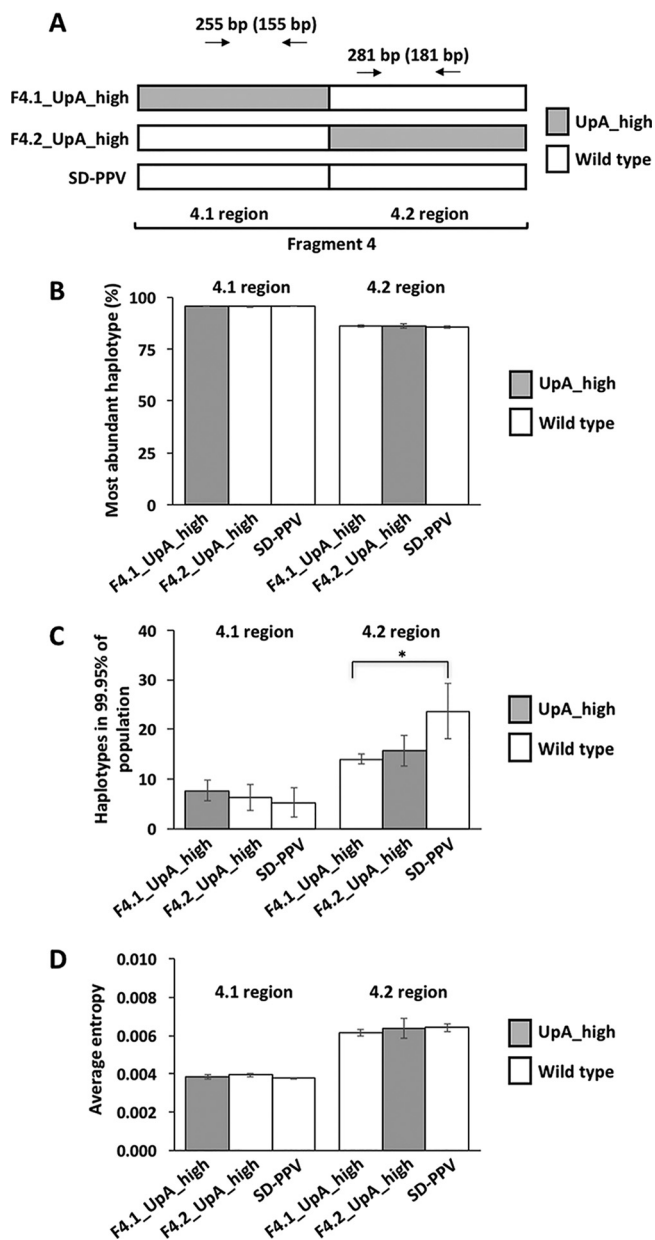 A
255 bp (155 bp)
281 bp (181 bp)
F4.1_UpA_high
F4.2_UpA_high
SD-PPV
UpA_high
Wild type
4.1 region
4.2 region
Fragment 4
B
Most abundant haplotype (%)
100
75
50
25
0
4.1 region
4.2 region
F4.1_UpA_high
F4.2_UpA_high
SD-PPV
F4.1_UpA_high
F4.2_UpA_high
SD-PPV
UpA_high
Wild type
C
Haplotypes in 99.95% of
population
40
30
20
10
0
4.1 region
4.2 region
*
F4.1_UpA_high
F4.2_UpA_high
SD-PPV
F4.1_UpA_high
F4.2_UpA_high
SD-PPV
UpA_high
Wild type
D
Average entropy
0.010
0.008
0.006
0.004
0.002
0.000
4.1 region
4.2 region
F4.1_UpA_high
F4.2_UpA_high
SD-PPV
F4.1_UpA_high
F4.2_UpA_high
SD-PPV
UpA_high
Wild type